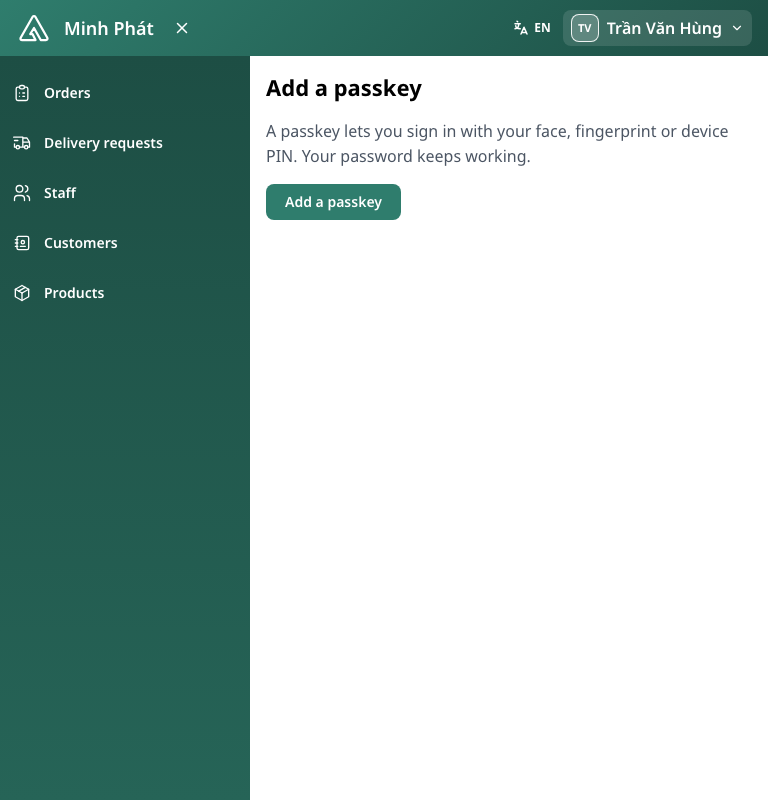 Minh Phát
EN
TV
Trần Văn Hùng
Orders
Delivery requests
Staff
Customers
Products
Add a passkey
A passkey lets you sign in with your face, fingerprint or device
PIN. Your password keeps working.
Add a passkey